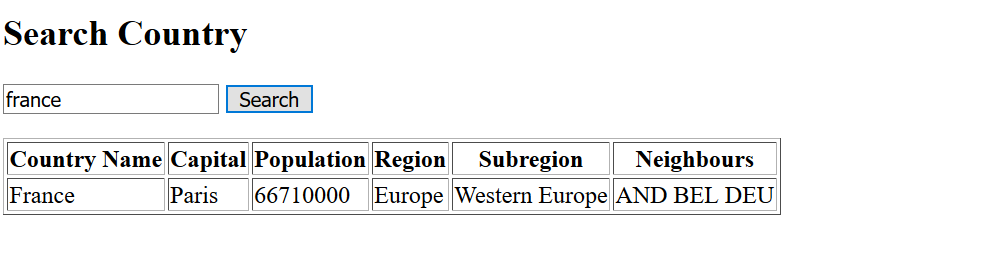 Search Country
france Search
Country Name Capital Population Region Subregion Neighbours
France Paris 66710000 Europe Western Europe AND BEL DEU